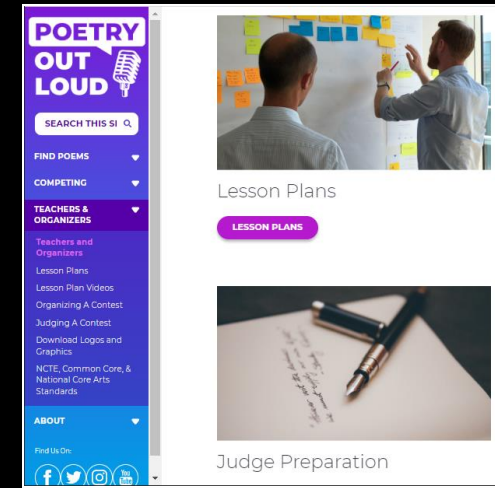 POETRY
OUT
LOUD
SEARCH THIS SI
FIND POEMS
COMPETING
TEACHERS &
ORGANIZERS
Teachers and
Organizers
Lesson Plans
Lesson Plan Videos
Organizing A Contest
Judging A Contest
Download Logos and
Graphics
NCTE, Common Core, &
National Core Arts
Standards
ABOUT
Find Us On:
You
Tube
Lesson Plans
LESSON PLANS
Judge Preparation